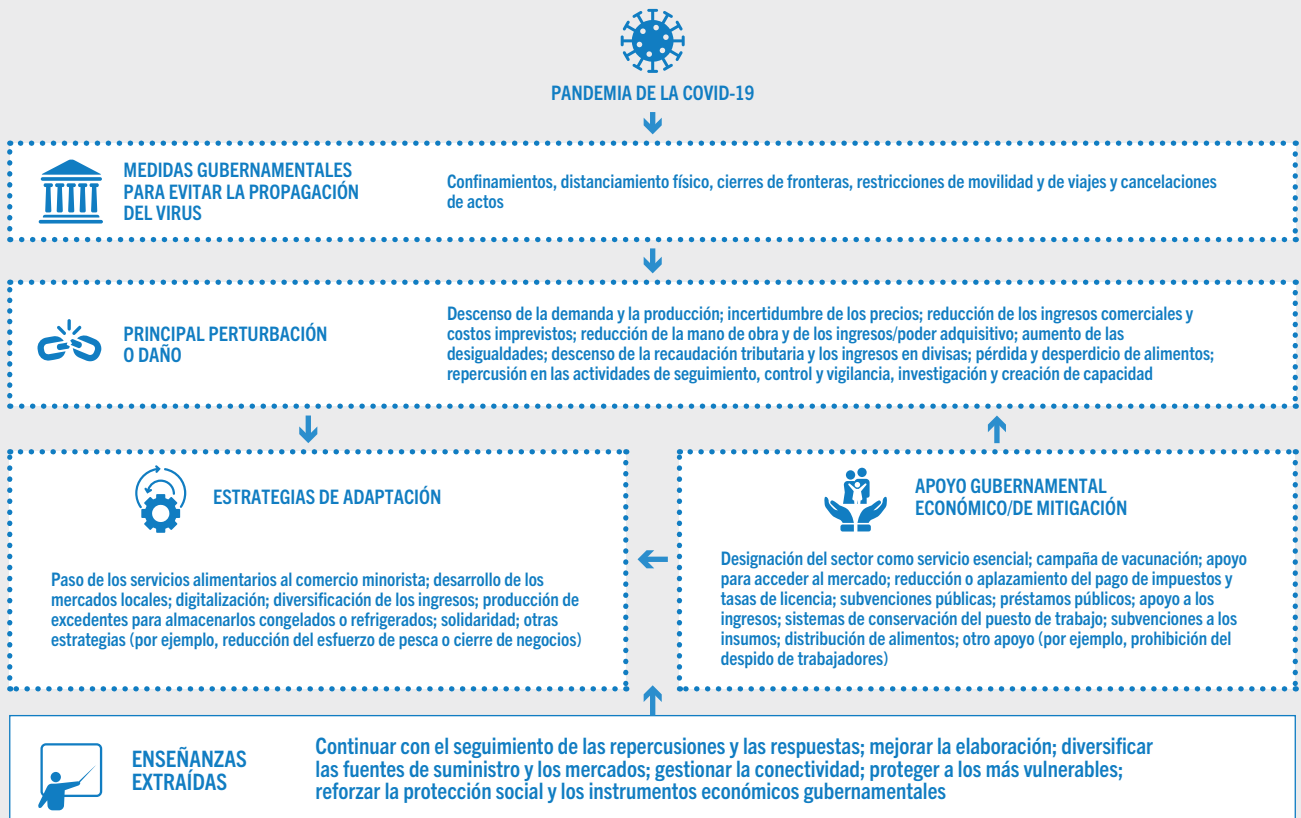 PANDEMIA DE LA COVID-19
MEDIDAS GUBERNAMENTALES
PARA EVITAR LA PROPAGACIÓN
DEL VIRUS
Confinamientos, distanciamiento físico, cierres de fronteras, restricciones de movilidad y de viajes y cancelaciones
de actos
PRINCIPAL PERTURBACIÓN
O DAÑO
Descenso de la demanda y la producción; incertidumbre de los precios; reducción de los ingresos comerciales y
costos imprevistos; reducción de la mano de obra y de los ingresos/poder adquisitivo; aumento de las
desigualdades; descenso de la recaudación tributaria y los ingresos en divisas; pérdida y desperdicio de alimentos;
repercusión en las actividades de seguimiento, control y vigilancia, investigación y creación de capacidad
ESTRATEGIAS DE ADAPTACIÓN
Paso de los servicios alimentarios al comercio minorista; desarrollo de los
mercados locales; digitalización; diversificación de los ingresos; producción de
excedentes para almacenarlos congelados o refrigerados; solidaridad; otras
estrategias (por ejemplo, reducción del esfuerzo de pesca o cierre de negocios)
APOYO GUBERNAMENTAL
ECONÓMICO/DE MITIGACIÓN
Designación del sector como servicio esencial; campaña de vacunación; apoyo
para acceder al mercado; reducción o aplazamiento del pago de impuestos y
tasas de licencia; subvenciones públicas; préstamos públicos; apoyo a los
ingresos; sistemas de conservación del puesto de trabajo; subvenciones a los
insumos; distribución de alimentos; otro apoyo (por ejemplo, prohibición del
despido de trabajadores)
ENSEÑANZAS
EXTRAÍDAS
Continuar con el seguimiento de las repercusiones y las respuestas; mejorar la elaboración; diversificar
las fuentes de suministro y los mercados; gestionar la conectividad; proteger a los más vulnerables;
reforzar la protección social y los instrumentos económicos gubernamentales